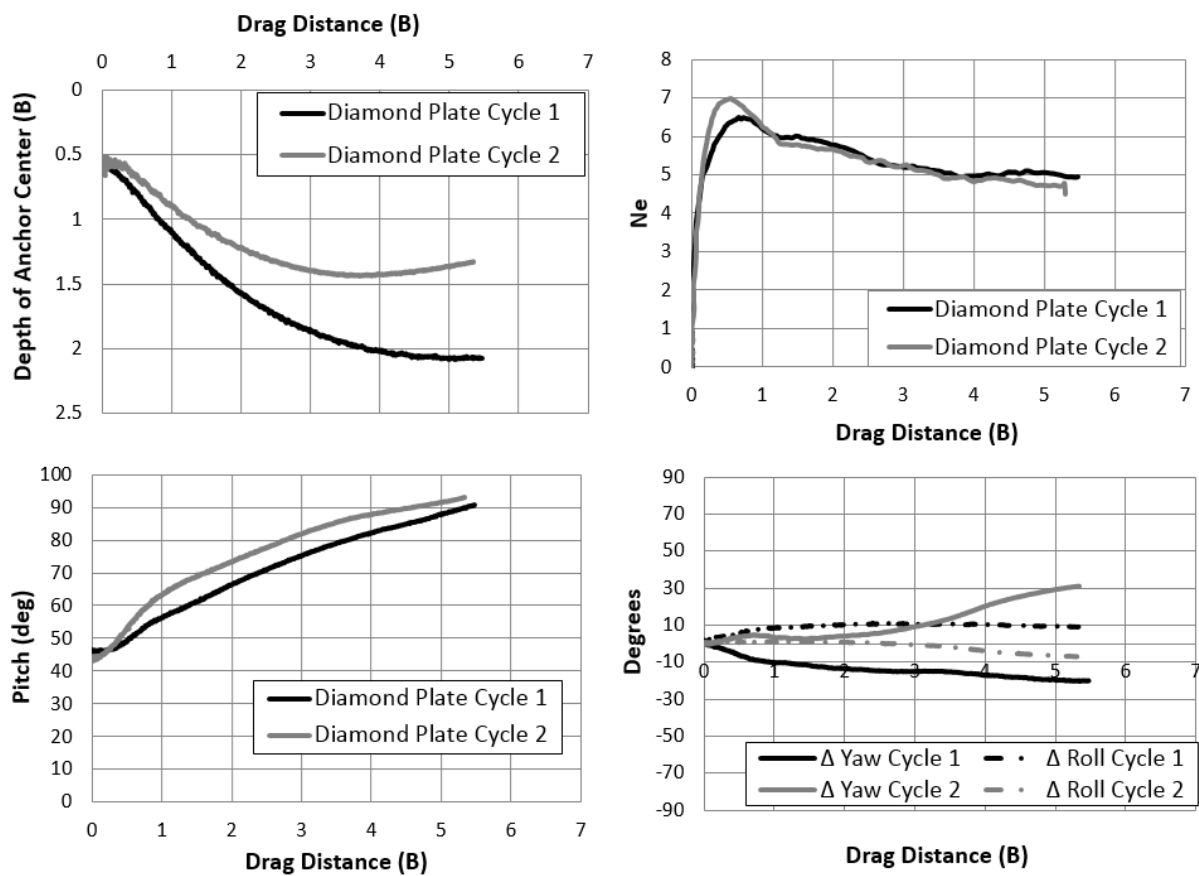 Drag Distance (B)
0 1 2 3 4 5 6 7
0
0.5
1
1.5
2
2.5
Depth of Anchor Center (B)
Diamond Plate Cycle 1
Diamond Plate Cycle 2
8
7
6
5
4
3
2
1
0
Ne
Diamond Plate Cycle 1
Diamond Plate Cycle 2
0 1 2 3 4 5 6 7
Drag Distance (B)
100
90
80
70
60
50
40
30
20
10
0
Pitch (deg)
Diamond Plate Cycle 1
Diamond Plate Cycle 2
0 1 2 3 4 5 6 7
Drag Distance (B)
90
70
50
30
10
-10
-30
-50
-70
-90
Degrees
0 1 2 3 4 5 6 7
Δ Yaw Cycle 1 Δ Roll Cycle 1
Δ Yaw Cycle 2 Δ Roll Cycle 2
Drag Distance (B)